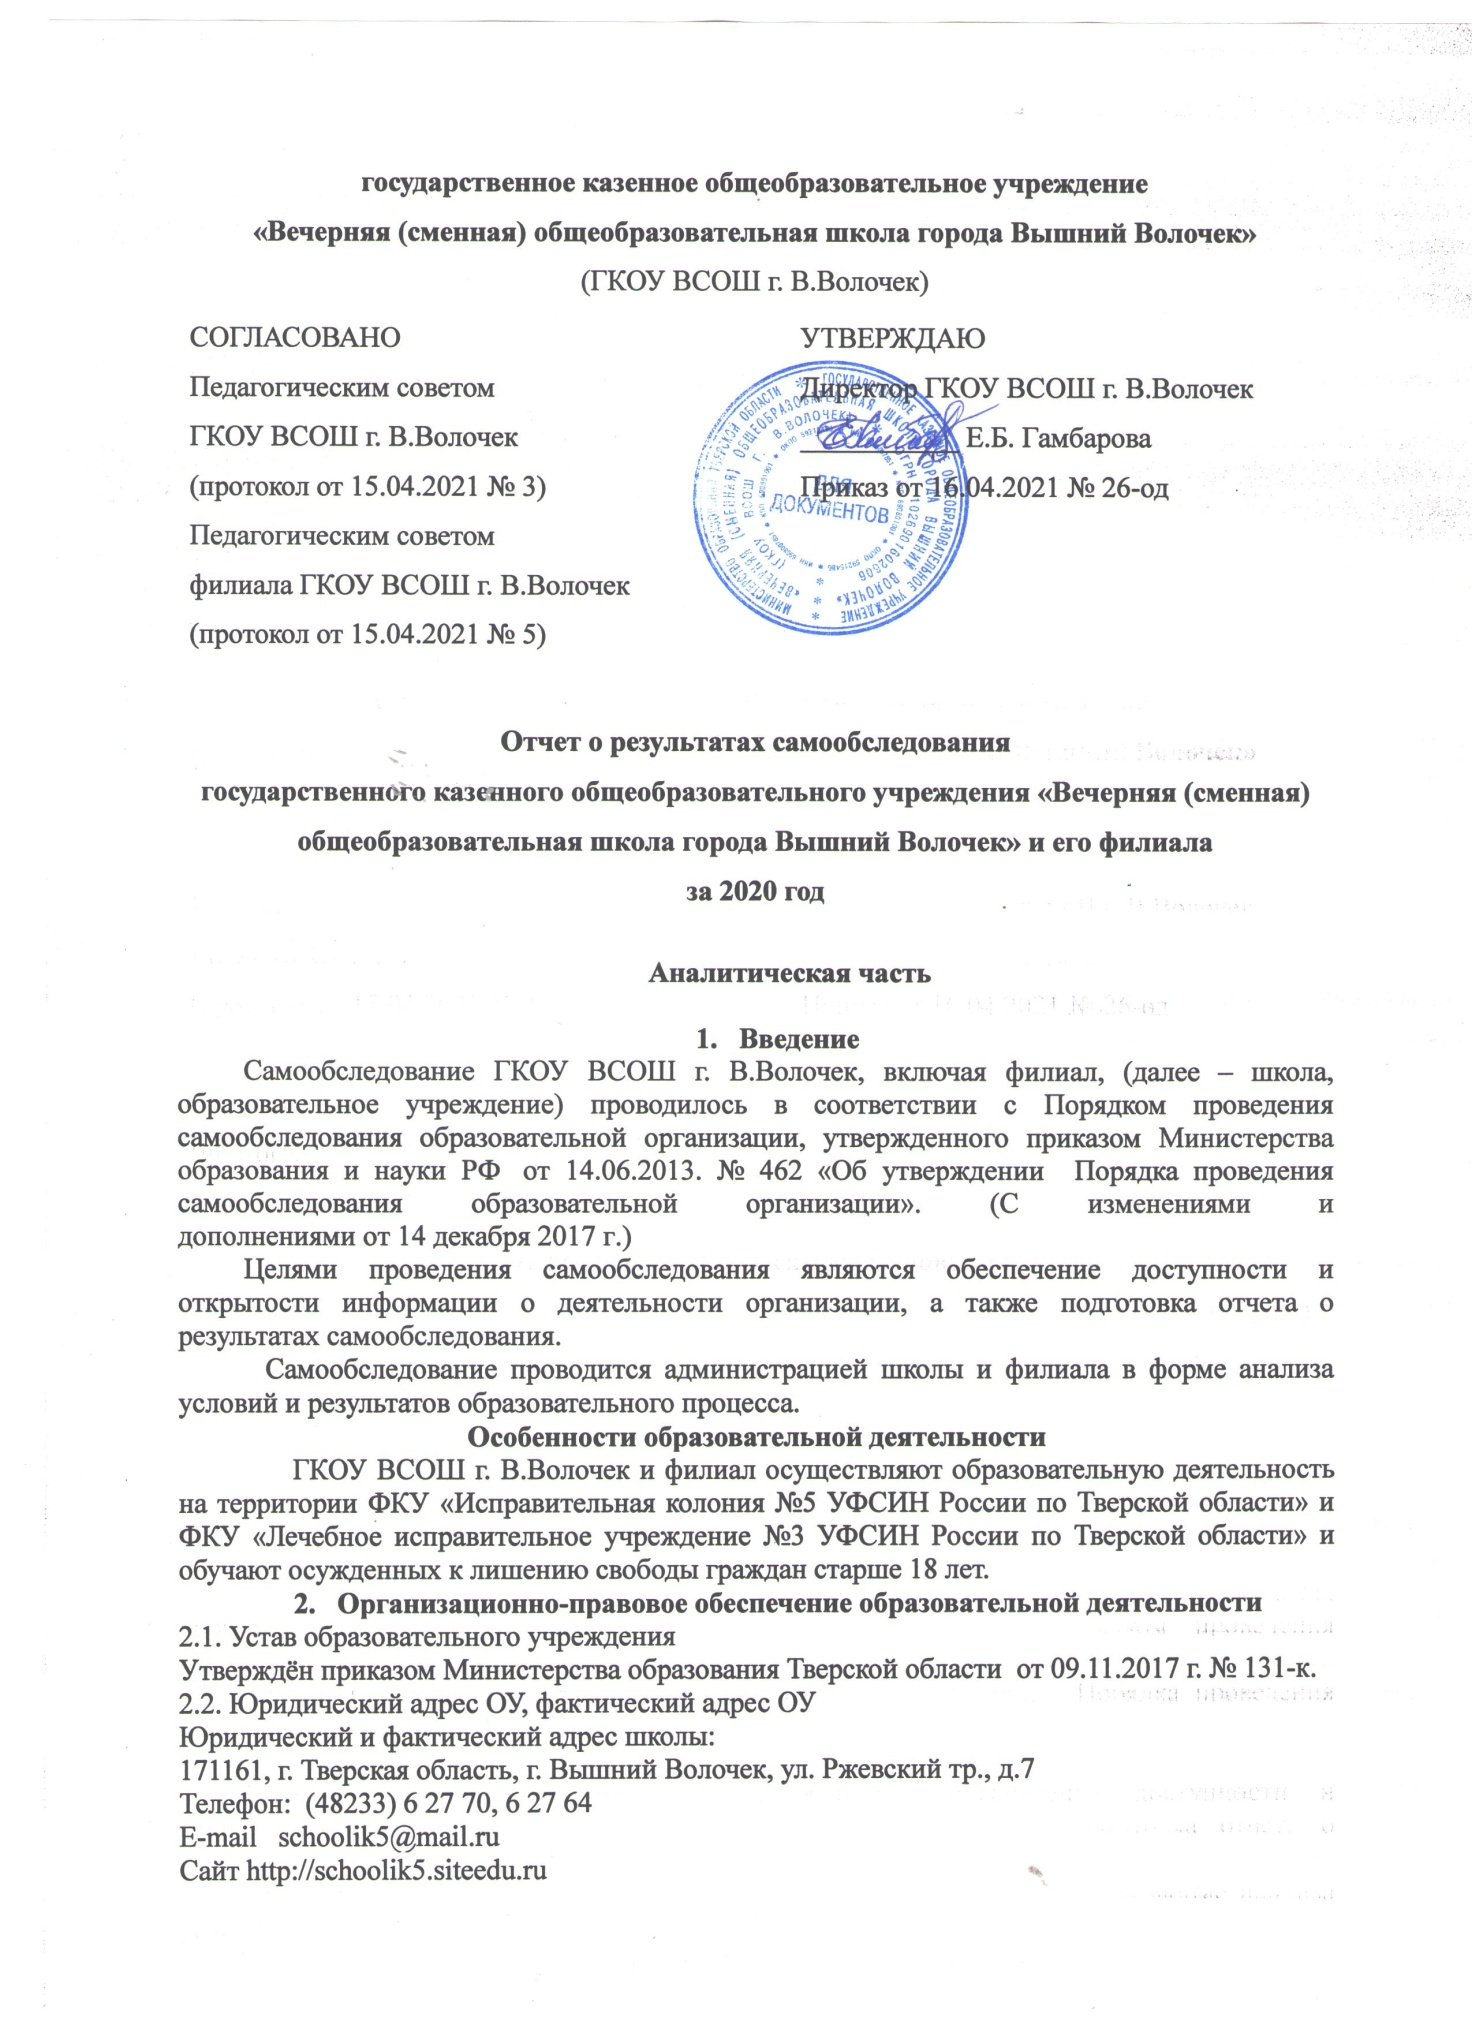 государственное казенное общеобразовательное учреждение
«Вечерняя (сменная) общеобразовательная школа города Вышний Волочек»
(ГКОУ ВСОШ г. В.Волочек)
СОГЛАСОВАНО
Педагогическим советом
ГКОУ ВСОШ г. В.Волочек
(протокол от 15.04.2021 № 3)
Педагогическим советом
филиала ГКОУ ВСОШ г. В.Волочек
(протокол от 15.04.2021 № 5)
УТВЕРЖДАЮ
Директор ГКОУ ВСОШ г. В.Волочек
Е.Б. Гамбарова
Приказ от 16.04.2021 № 26-од
ДЛЯ
ДОКУМЕНТОВ
Отчет о результатах самообследования
государственного казенного общеобразовательного учреждения «Вечерняя (сменная)
общеобразовательная школа города Вышний Волочек» и его филиала
за 2020 год
Аналитическая часть
1. Введение
Самообследование ГКОУ ВСОШ г. В.Волочек, включая филиал, (далее – школа,
образовательное учреждение) проводилось в соответствии с Порядком проведения
самообследования образовательной организации, утвержденного приказом Министерства
образования и науки РФ от 14.06.2013. № 462 «Об утверждении Порядка проведения
самообследования образовательной организации». (С изменениями и
дополнениями от 14 декабря 2017 г.)
Целями проведения самообследования являются обеспечение доступности и
открытости информации о деятельности организации, а также подготовка отчета о
результатах самообследования.
Самообследование проводится администрацией школы и филиала в форме анализа
условий и результатов образовательного процесса.
Особенности образовательной деятельности
ГКОУ ВСОШ г. В.Волочек и филиал осуществляют образовательную деятельность
на территории ФКУ «Исправительная колония №5 УФСИН России по Тверской области» и
ФКУ «Лечебное исправительное учреждение №3 УФСИН России по Тверской области» и
обучают осужденных к лишению свободы граждан старше 18 лет.
2. Организационно-правовое обеспечение образовательной деятельности
2.1. Устав образовательного учреждения
Утверждён приказом Министерства образования Тверской области от 09.11.2017 г. № 131-к.
2.2. Юридический адрес ОУ, фактический адрес ОУ
Юридический и фактический адрес школы:
171161, г. Тверская область, г. Вышний Волочек, ул. Ржевский тр., д.7
Телефон: (48233) 6 27 70, 6 27 64
E-mail schoolik5@mail.ru
Сайт http://schoolik5.siteedu.ru